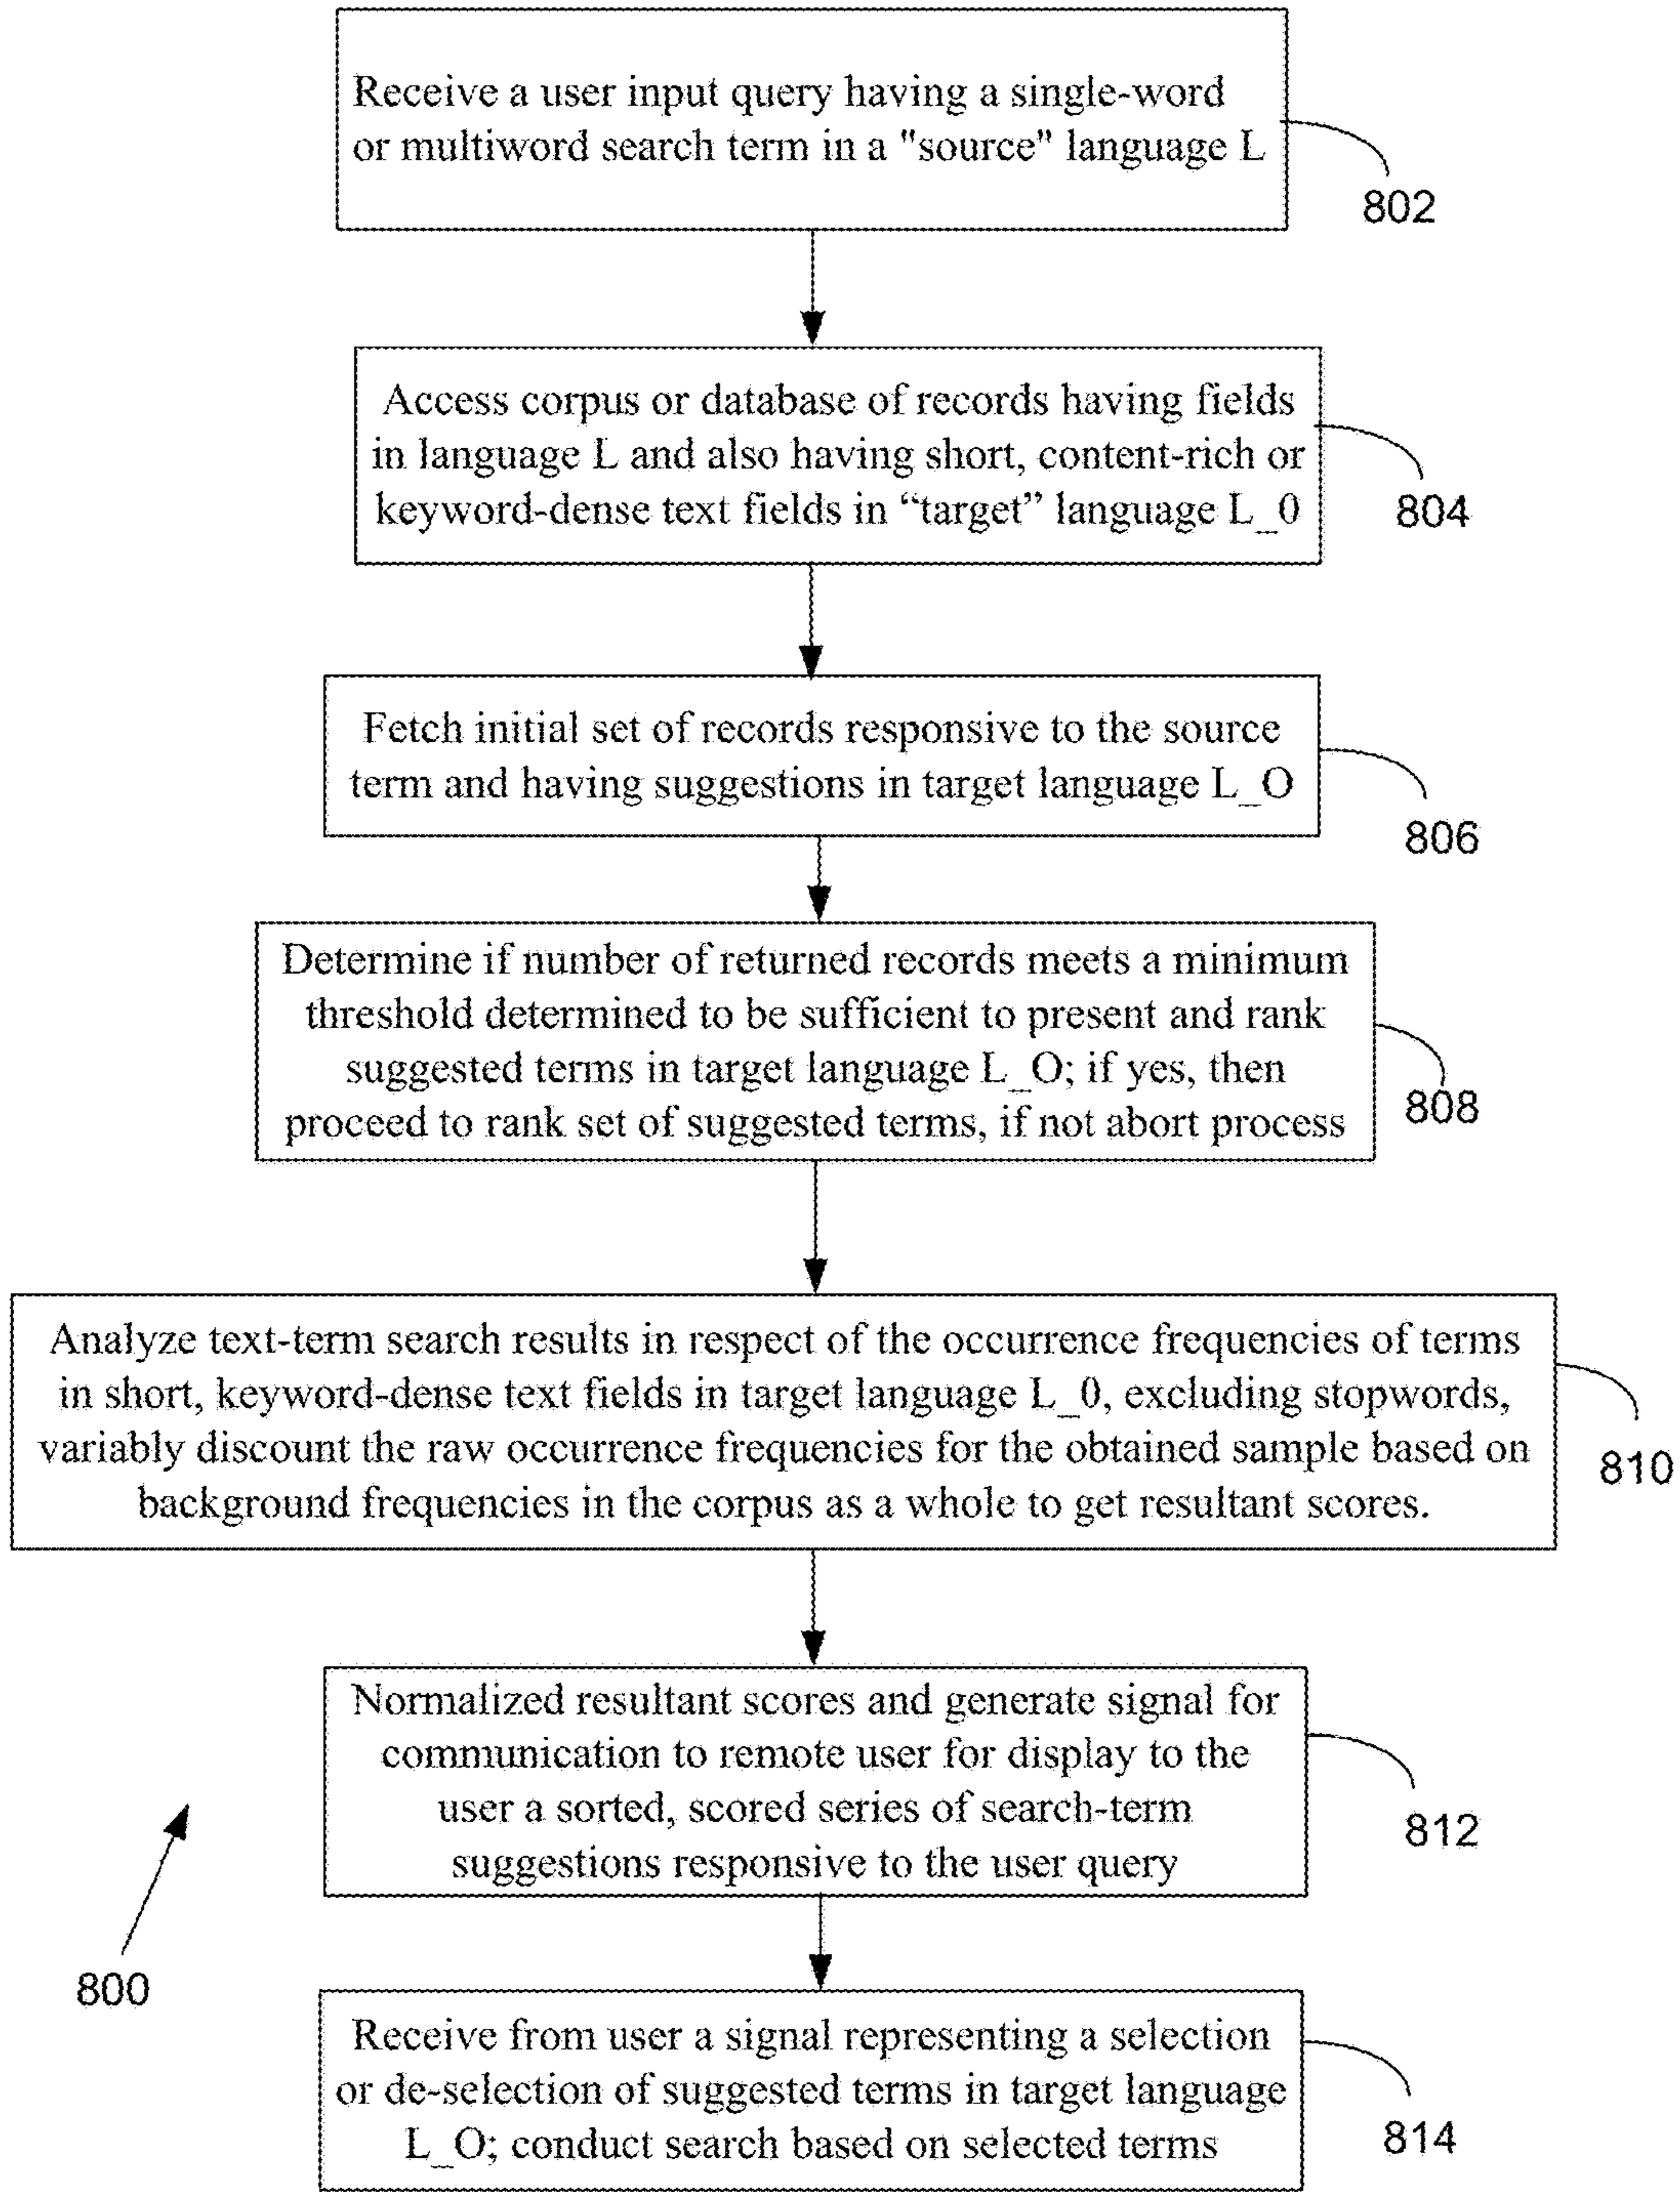 Receive a user input query having a single-word
or multiword search term in a "source" language L
802
Access corpus or database of records having fields
in language L and also having short, content-rich or
keyword-dense text fields in “target” language L_0
804
Fetch initial set of records responsive to the source
term and having suggestions in target language L_O
806
Determine if number of returned records meets a minimum
threshold determined to be sufficient to present and rank
suggested terms in target language L_O; if yes, then
proceed to rank set of suggested terms, if not abort process
808
Analyze text-term search results in respect of the occurrence frequencies of terms
in short, keyword-dense text fields in target language L_0, excluding stopwords,
variably discount the raw occurrence frequencies for the obtained sample based on
background frequencies in the corpus as a whole to get resultant scores.
810
Normalized resultant scores and generate signal for
communication to remote user for display to the
user a sorted, scored series of search-term
suggestions responsive to the user query
812
800
Receive from user a signal representing a selection
or de-selection of suggested terms in target language
L_O; conduct search based on selected terms
814